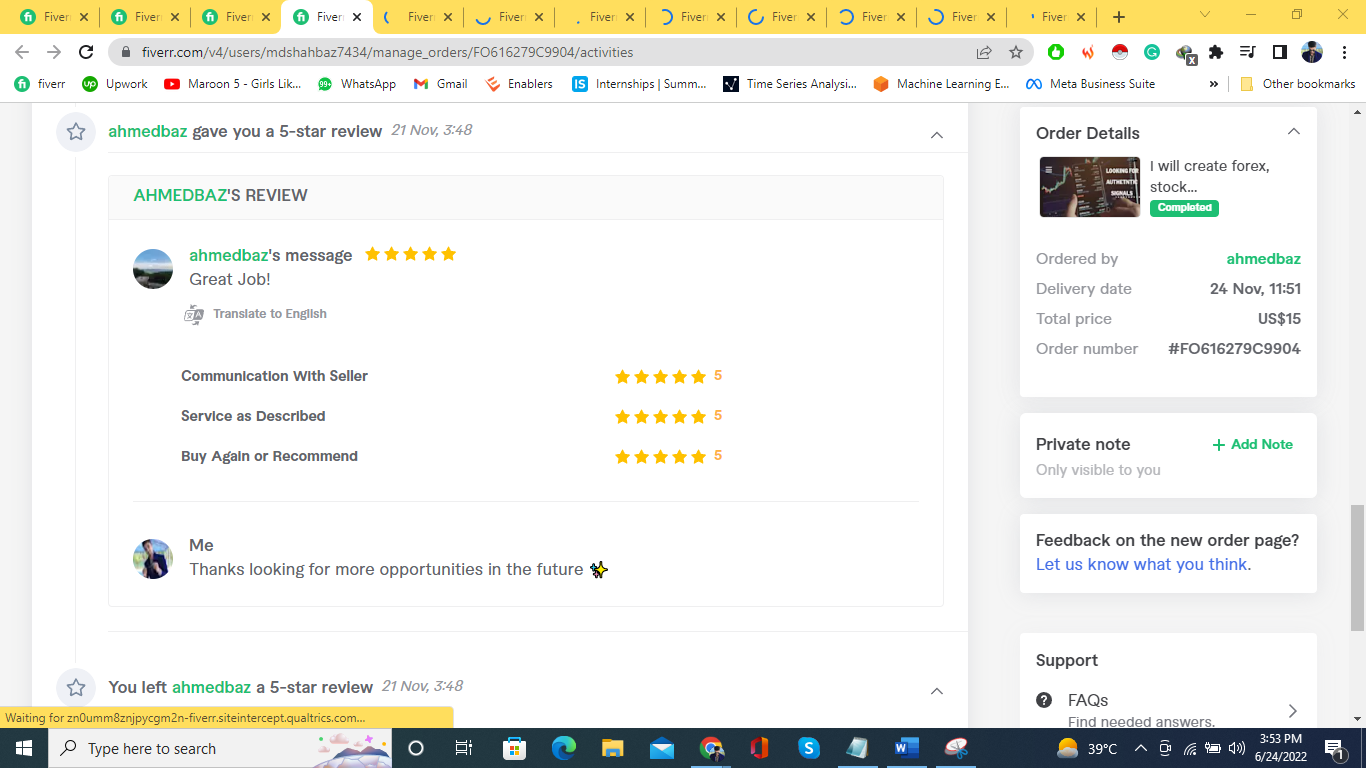 Fiverr
Fiverr
Fiverr
Fiverr
Fiverr
Fiverr
Fiverr
Fiverr
Fiverr
Fiverr
Fiverr
Fiverr
fiverr.com/v4/users/mdshahbaz7434/manage_orders/FO616279C9904/activities
fiverr
Upwork
Maroon 5 - Girls Lik...
99+
WhatsApp
Gmail
Enablers
IS
Internships | Summ...
Time Series Analysi...
Machine Learning E...
Meta Business Suite
»
Other bookmarks
ahmedbaz gave you a 5-star review 21 Nov, 3:48
AHMEDBAZ'S REVIEW
ahmedbaz's message
Great Job!
Translate to English
Communication With Seller 5
Service as Described 5
Buy Again or Recommend 5
Me
Thanks looking for more opportunities in the future ✨
You left ahmedbaz a 5-star review 21 Nov, 3:48
Order Details
LOOKING FOR
AUTHETNTIC
SIGNALS
I will create forex,
stock...
Completed
Ordered by ahmedbaz
Delivery date 24 Nov, 11:51
Total price US$15
Order number #FO616279C9904
Private note + Add Note
Only visible to you
Feedback on the new order page?
Let us know what you think.
Support
FAQs
Find needed answers.
Waiting for zn0umm8znjpycgm2n-fiverr.siteintercept.qualtrics.com...
Type here to search
39°C
3:53 PM
6/24/2022
1